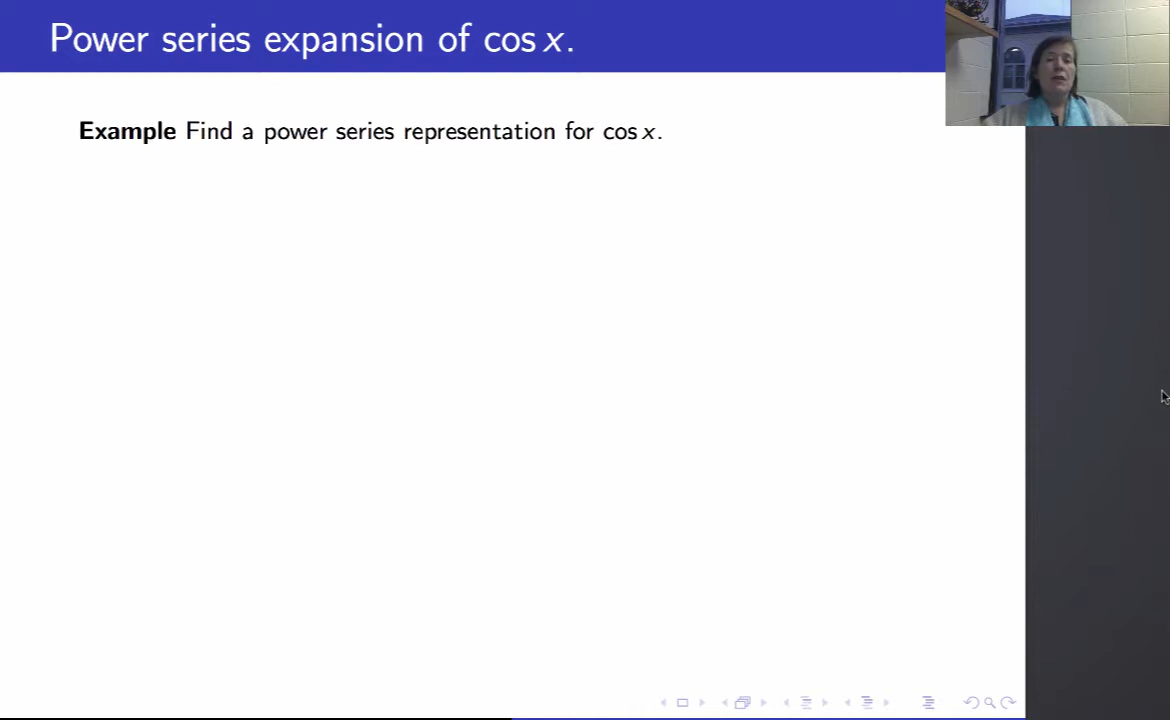 Power series expansion of cos x.
Example Find a power series representation for cos x.